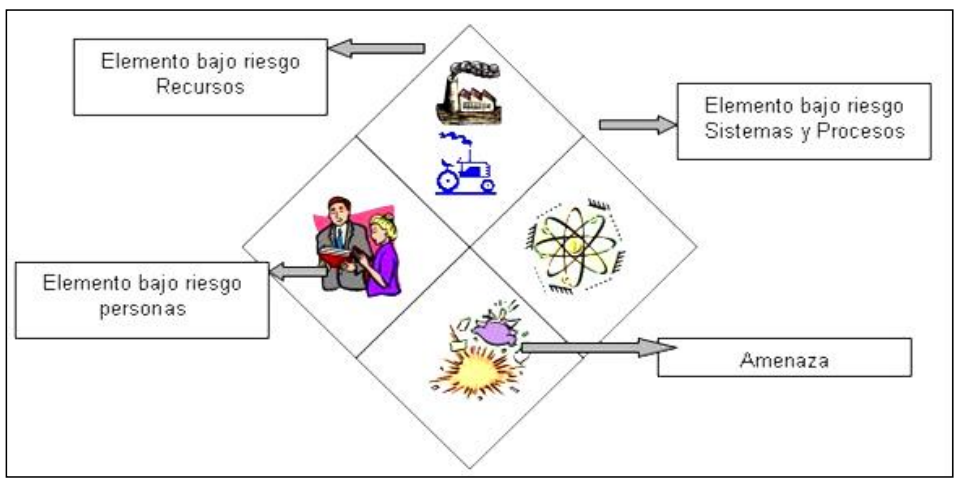 Elemento bajo riesgo
Recursos
Elemento bajo riesgo
Sistemas y Procesos
Elemento bajo riesgo
personas
Amenaza